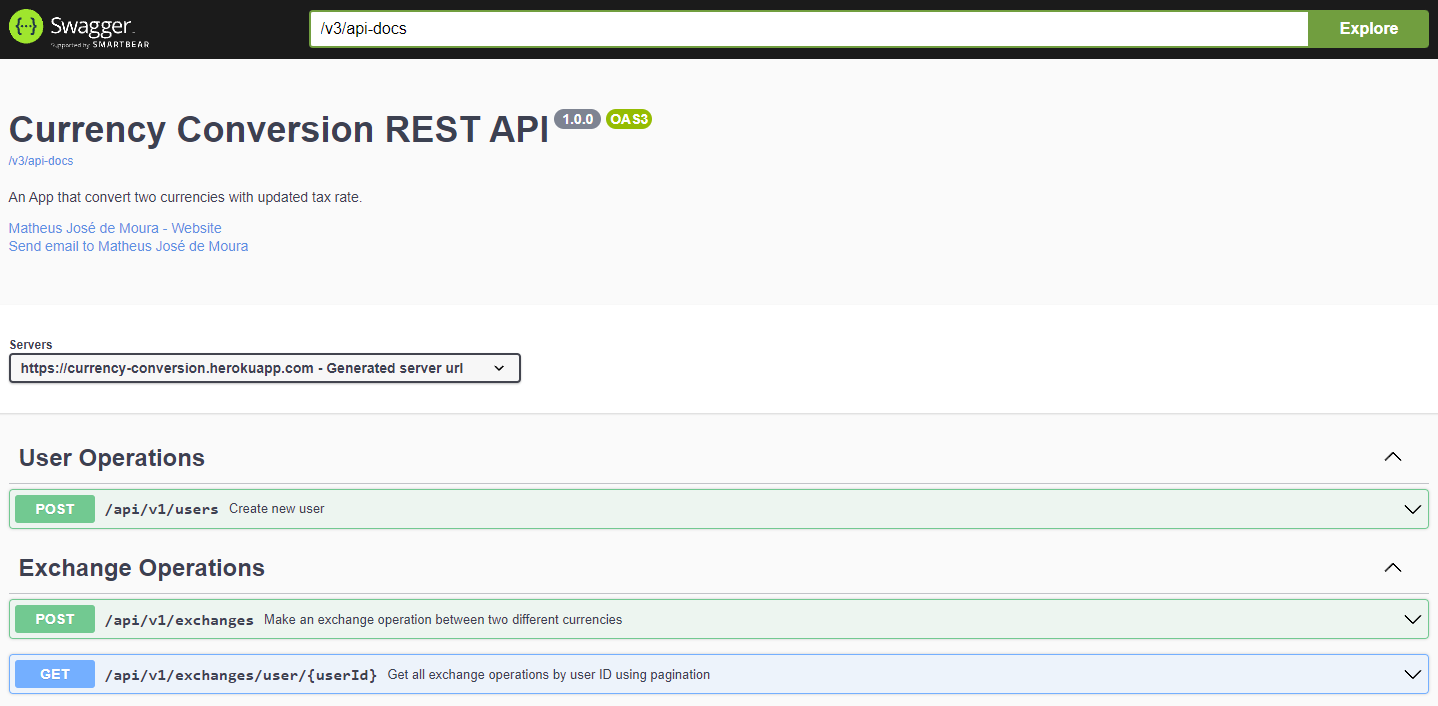 {···} Swagger.
Supported by SMARTBEAR
/v3/api-docs
Explore
Currency Conversion REST API 1.0.0 OAS3
/v3/api-docs
An App that convert two currencies with updated tax rate.
Matheus José de Moura - Website
Send email to Matheus José de Moura
Servers
https://currency-conversion.herokuapp.com - Generated server url
User Operations
POST /api/v1/users Create new user
Exchange Operations
POST /api/v1/exchanges Make an exchange operation between two different currencies
GET /api/v1/exchanges/user/{userId} Get all exchange operations by user ID using pagination